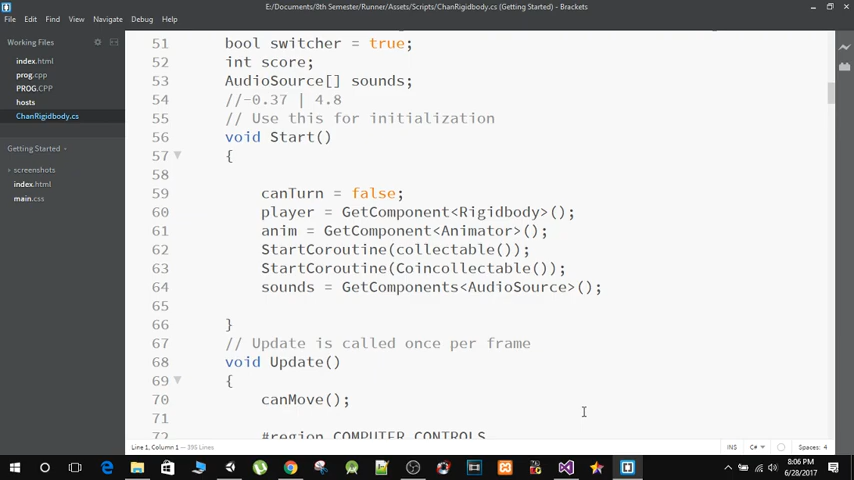 E:/Documents/8th Semester/Runner/Assets/Scripts/ChanRigidbody.cs (Getting Started) - Brackets
File Edit Find View Navigate Debug Help
Working Files
index.html
prog.cpp
PROG.CPP
hosts
ChanRigidbody.cs
Getting Started
screenshots
index.html
main.css
51 bool switcher = true;
52 int score;
53 AudioSource[] sounds;
54 //-0.37 | 4.8
55 // Use this for initialization
56 void Start()
57 {
58
59 canTurn = false;
60 player = GetComponent<Rigidbody>();
61 anim = GetComponent<Animator>();
62 StartCoroutine(collectable());
63 StartCoroutine(Coincollectable());
64 sounds = GetComponents<AudioSource>();
65
66 }
67 // Update is called once per frame
68 void Update()
69 {
70 canMove();
71
72 #region COMPUTER CONTROLS
Line 1, Column 1 — 395 Lines
INS C# Spaces: 4
8:06 PM
6/28/2017